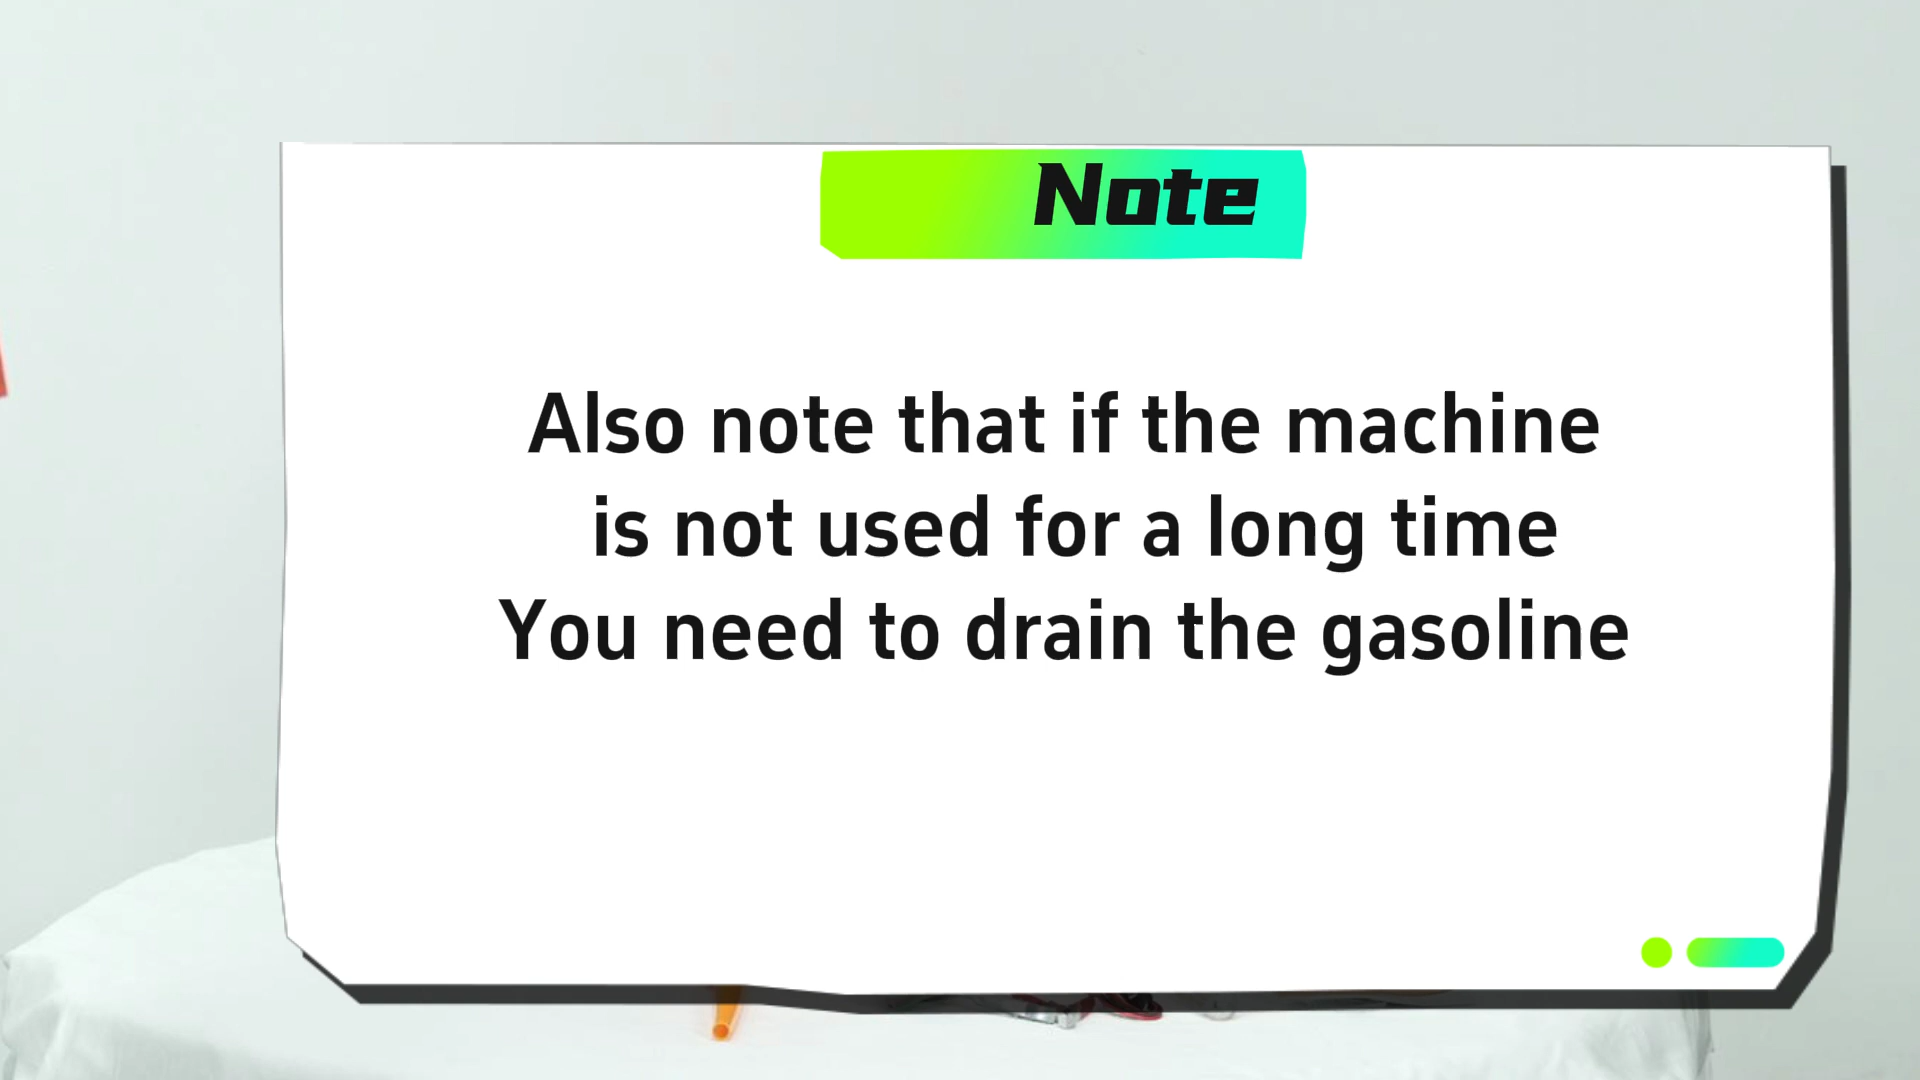 Note
Also note that if the machine
is not used for a long time
You need to drain the gasoline